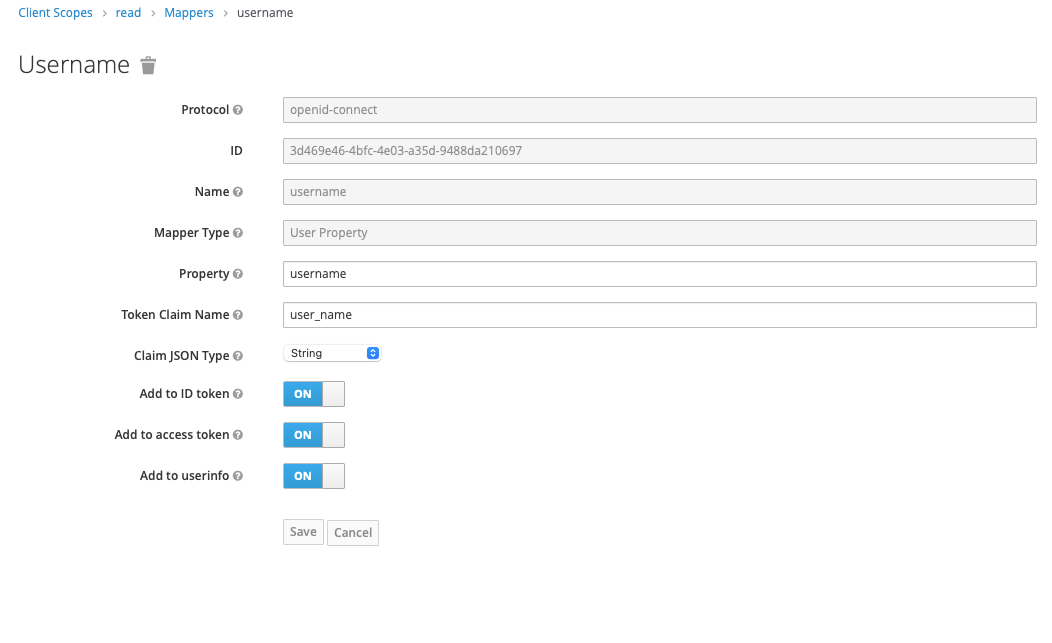 Client Scopes > read > Mappers > username
Username
Protocol ? openid-connect
ID 3d469e46-4bfc-4e03-a35d-9488da210697
Name ? username
Mapper Type ? User Property
Property ? username
Token Claim Name ? user_name
Claim JSON Type ? String
Add to ID token ? ON
Add to access token ? ON
Add to userinfo ? ON
Save Cancel